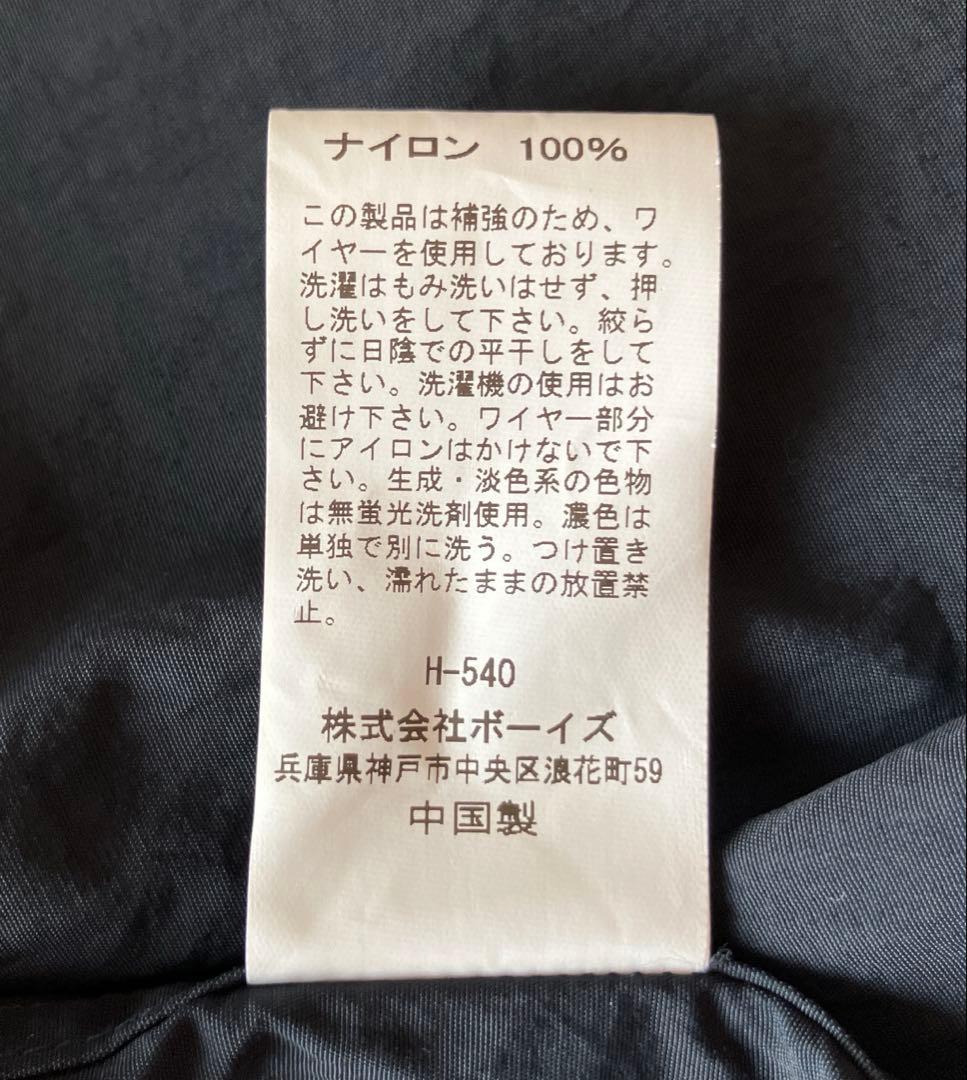 ナイロン 100%
この製品は補強のため、ワ
イヤーを使用しております。
洗濯はもみ洗いはせず、押
し洗いをして下さい。絞ら
ずに日陰での平干しをして
下さい。洗濯機の使用はお
避け下さい。ワイヤー部分
にアイロンはかけないで下
さい。生成・淡色系の色物
は無蛍光洗剤使用。濃色は
単独で別に洗う。つけ置き
洗い、濡れたままの放置禁
止。
H-540
株式会社ボーイズ
兵庫県神戸市中央区浪花町59
中国製